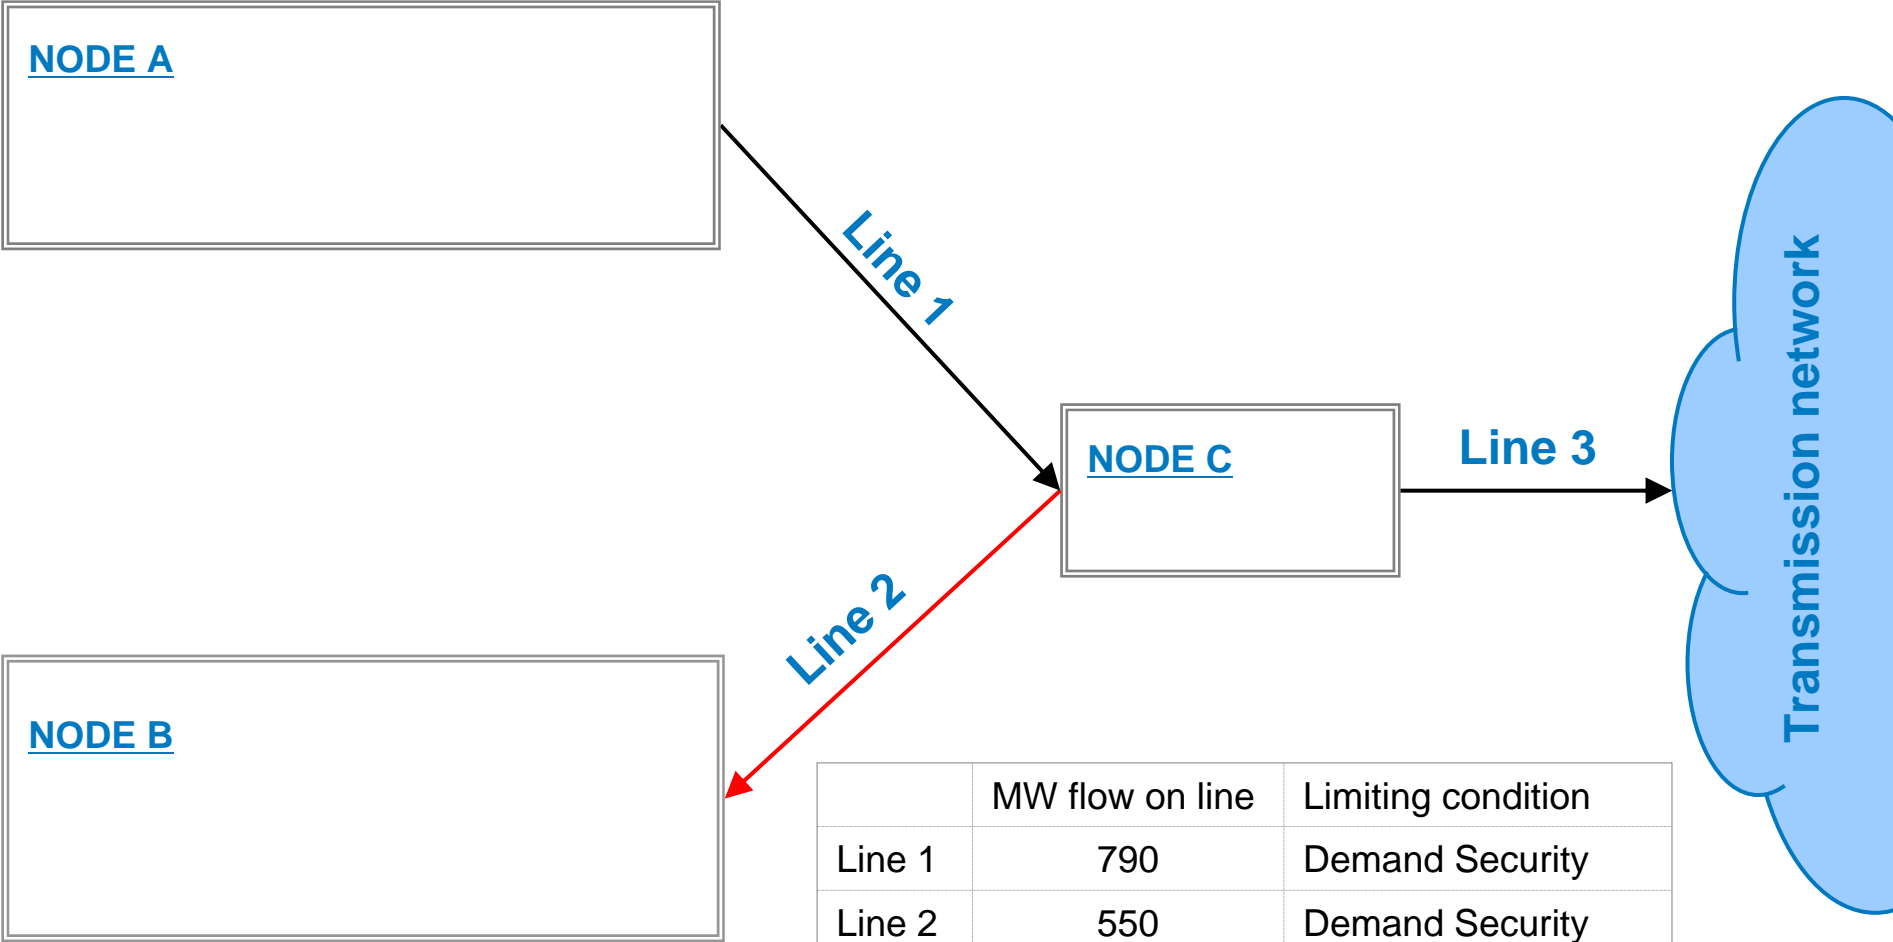 NODE A
Line 1
NODE C
Line 3
Transmission network
Line 2
NODE B
MW flow on line Limiting condition
Line 1 790 Demand Security
Line 2 550 Demand Security